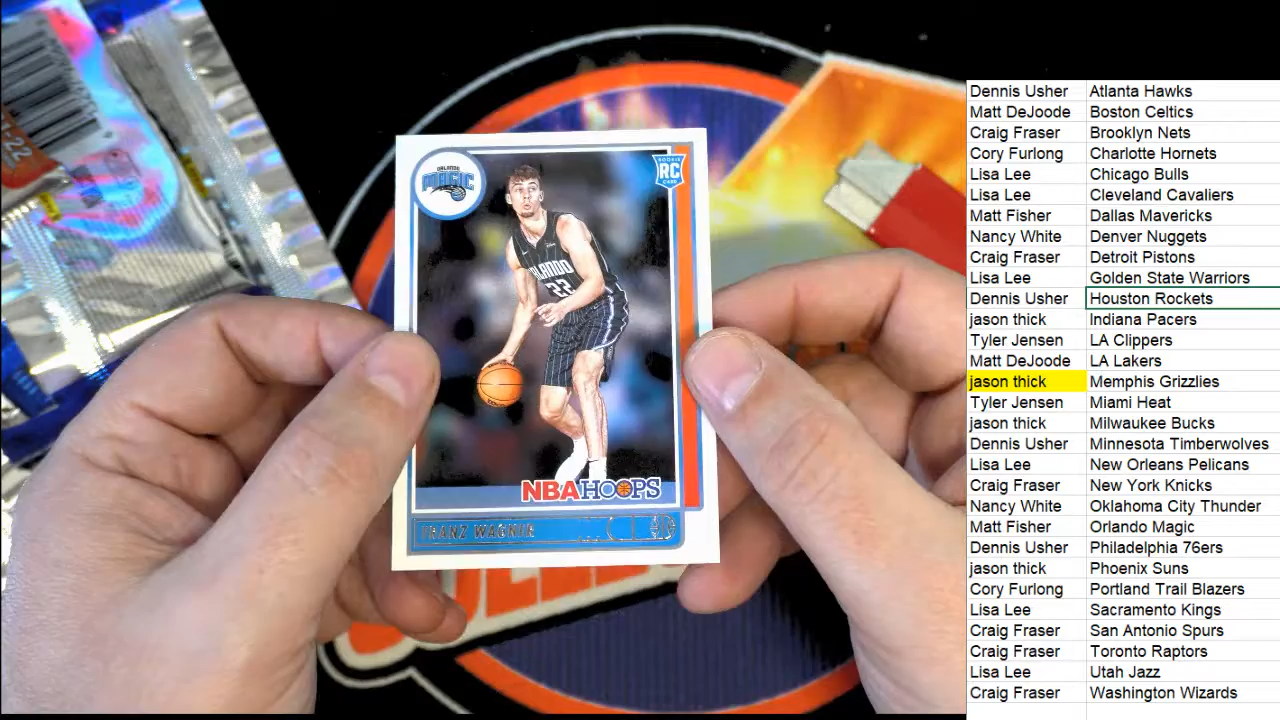 1-22
ORLANDO
MAGIC
ROOKIE
RC
CARD
ORLANDO
22
NBA HOOPS
FRANZ WAGNER
Dennis Usher Atlanta Hawks
Matt DeJoode Boston Celtics
Craig Fraser Brooklyn Nets
Cory Furlong Charlotte Hornets
Lisa Lee Chicago Bulls
Lisa Lee Cleveland Cavaliers
Matt Fisher Dallas Mavericks
Nancy White Denver Nuggets
Craig Fraser Detroit Pistons
Lisa Lee Golden State Warriors
Dennis Usher Houston Rockets
jason thick Indiana Pacers
Tyler Jensen LA Clippers
Matt DeJoode LA Lakers
jason thick Memphis Grizzlies
Tyler Jensen Miami Heat
jason thick Milwaukee Bucks
Dennis Usher Minnesota Timberwolves
Lisa Lee New Orleans Pelicans
Craig Fraser New York Knicks
Nancy White Oklahoma City Thunder
Matt Fisher Orlando Magic
Dennis Usher Philadelphia 76ers
jason thick Phoenix Suns
Cory Furlong Portland Trail Blazers
Lisa Lee Sacramento Kings
Craig Fraser San Antonio Spurs
Craig Fraser Toronto Raptors
Lisa Lee Utah Jazz
Craig Fraser Washington Wizards